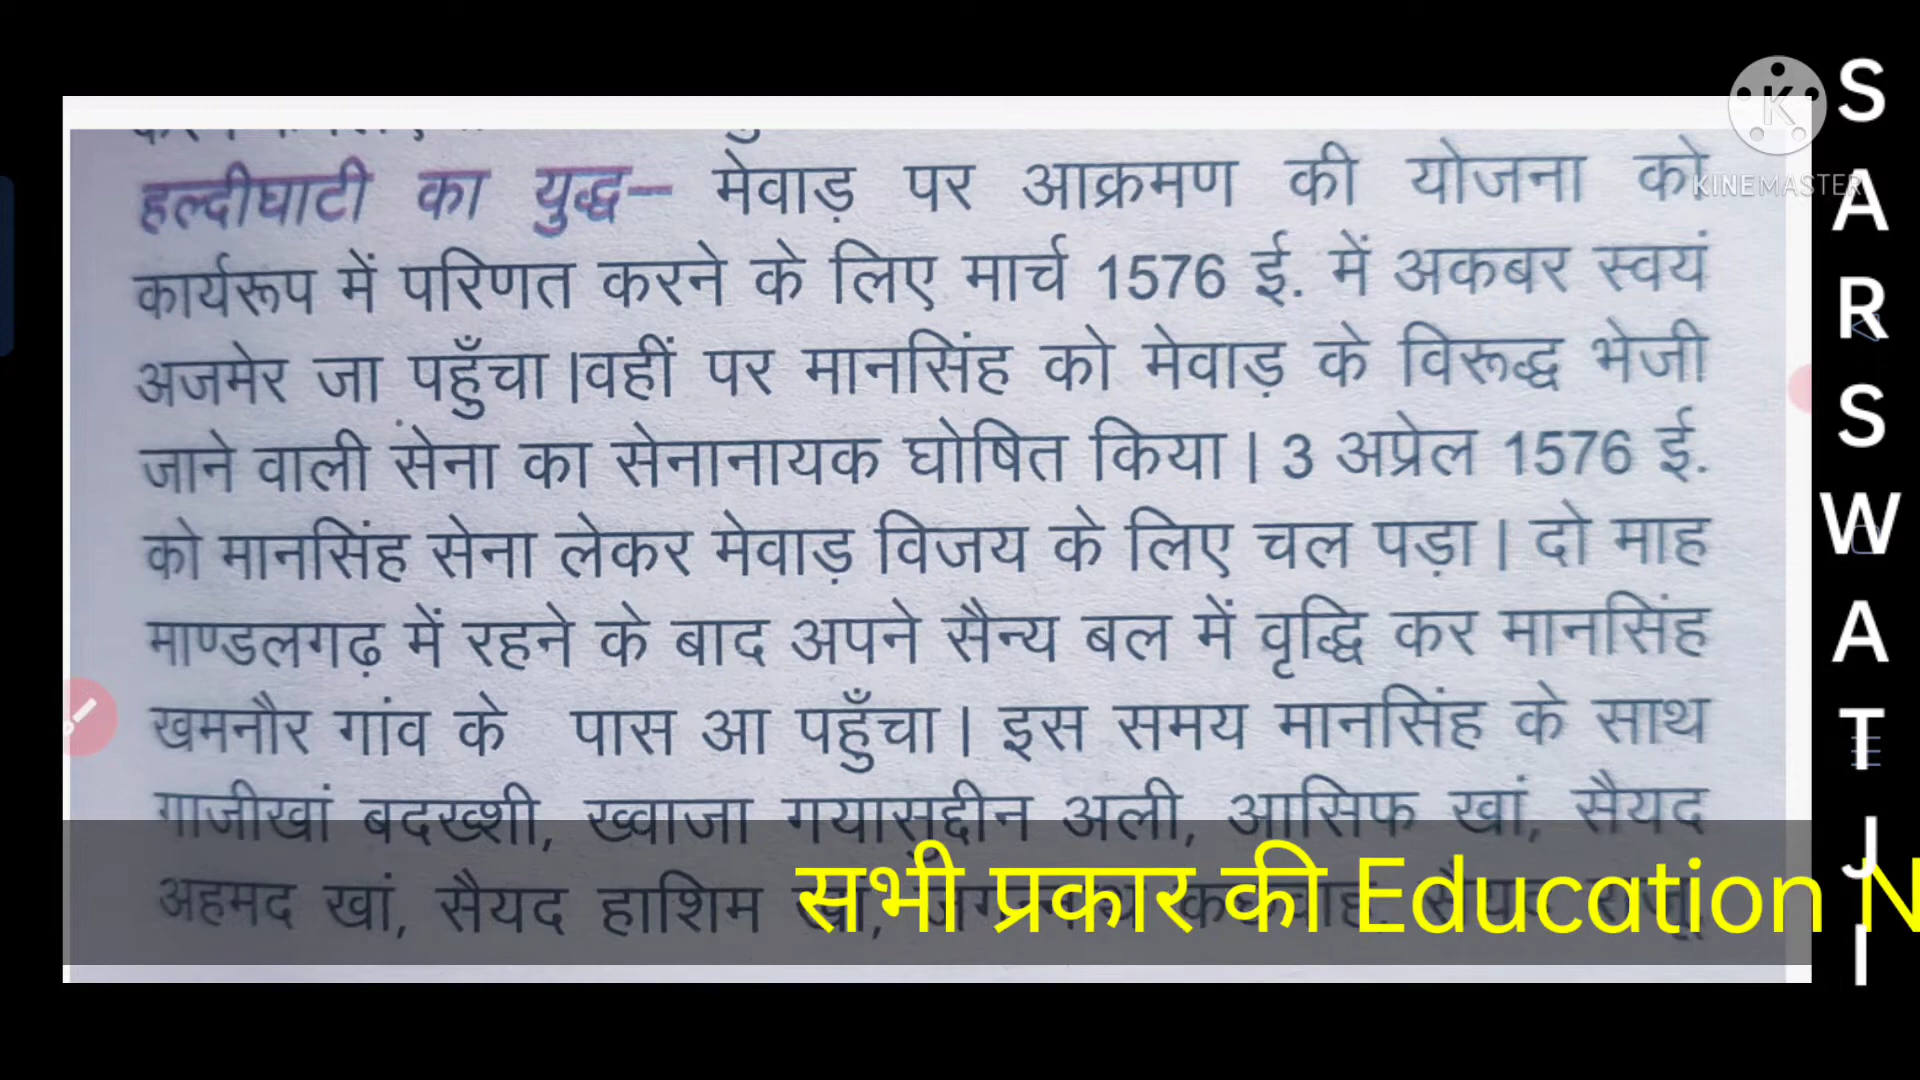 हल्दीघाटी का युद्ध– मेवाड़ पर आक्रमण की योजना को
कार्यरूप में परिणत करने के लिए मार्च 1576 ई. में अकबर स्वयं
अजमेर जा पहुँचा।वहीं पर मानसिंह को मेवाड़ के विरूद्ध भेजी
जाने वाली सेना का सेनानायक घोषित किया। 3 अप्रेल 1576 ई.
को मानसिंह सेना लेकर मेवाड़ विजय के लिए चल पड़ा। दो माह
माण्डलगढ़ में रहने के बाद अपने सैन्य बल में वृद्धि कर मानसिंह
खमनौर गांव के पास आ पहुँचा। इस समय मानसिंह के साथ
गाजीखां बदख्शी, ख्वाजा गयासुद्दीन अली, आसिफ खां, सैयद
अहमद खां, सैयद हाशिम खां,
सभी प्रकार की Education N
K
KINEMASTER
SARSWATJI